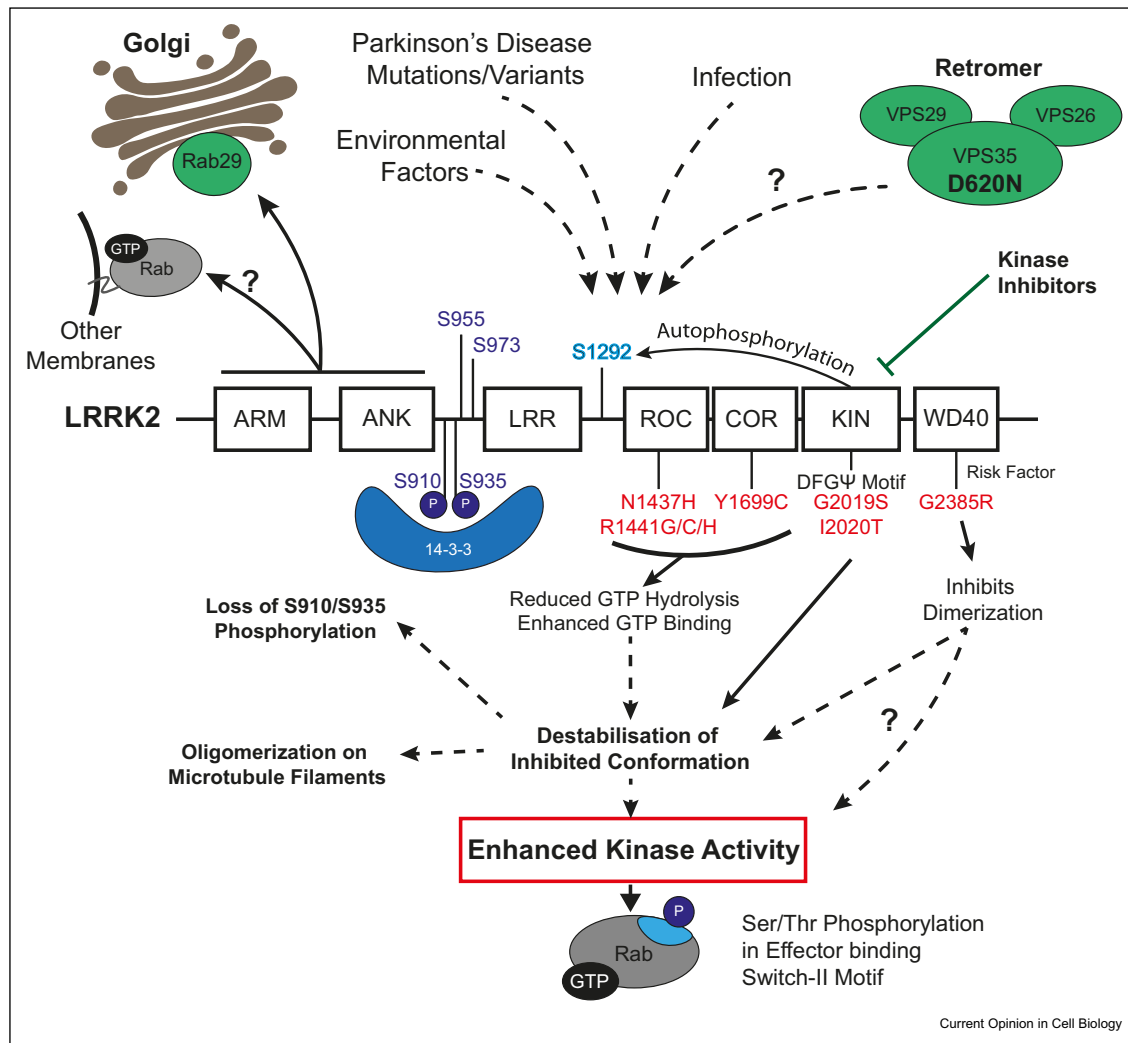 Golgi
Parkinson's Disease
Mutations/Variants
Infection
Retromer
VPS29
VPS26
VPS35
D620N
Rab29
Environmental
Factors
?
GTP
Rab
?
Other
Membranes
Kinase
Inhibitors
S955
S973
S1292
Autophosphorylation
LRRK2
ARM
ANK
LRR
ROC
COR
KIN
WD40
S910
S935
P
P
14-3-3
N1437H
R1441G/C/H
Y1699C
DFGΨ Motif
G2019S
I2020T
Risk Factor
G2385R
Reduced GTP Hydrolysis
Enhanced GTP Binding
Inhibits
Dimerization
Loss of S910/S935
Phosphorylation
?
Oligomerization on
Microtubule Filaments
Destabilisation of
Inhibited Conformation
Enhanced Kinase Activity
P
Rab
GTP
Ser/Thr Phosphorylation
in Effector binding
Switch-II Motif
Current Opinion in Cell Biology